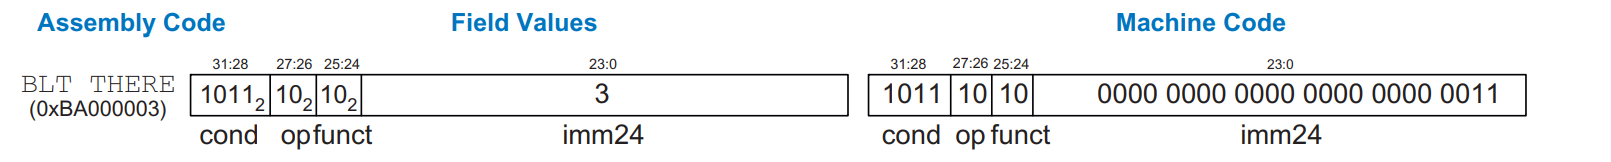 Assembly Code Field Values Machine Code
31:28 27:26 25:24 23:0 31:28 27:26 25:24 23:0
BLT THERE 1011₂ 10₂ 10₂ 3 1011 10 10 0000 0000 0000 0000 0000 0011
(0xBA000003)
cond op funct imm24 cond op funct imm24